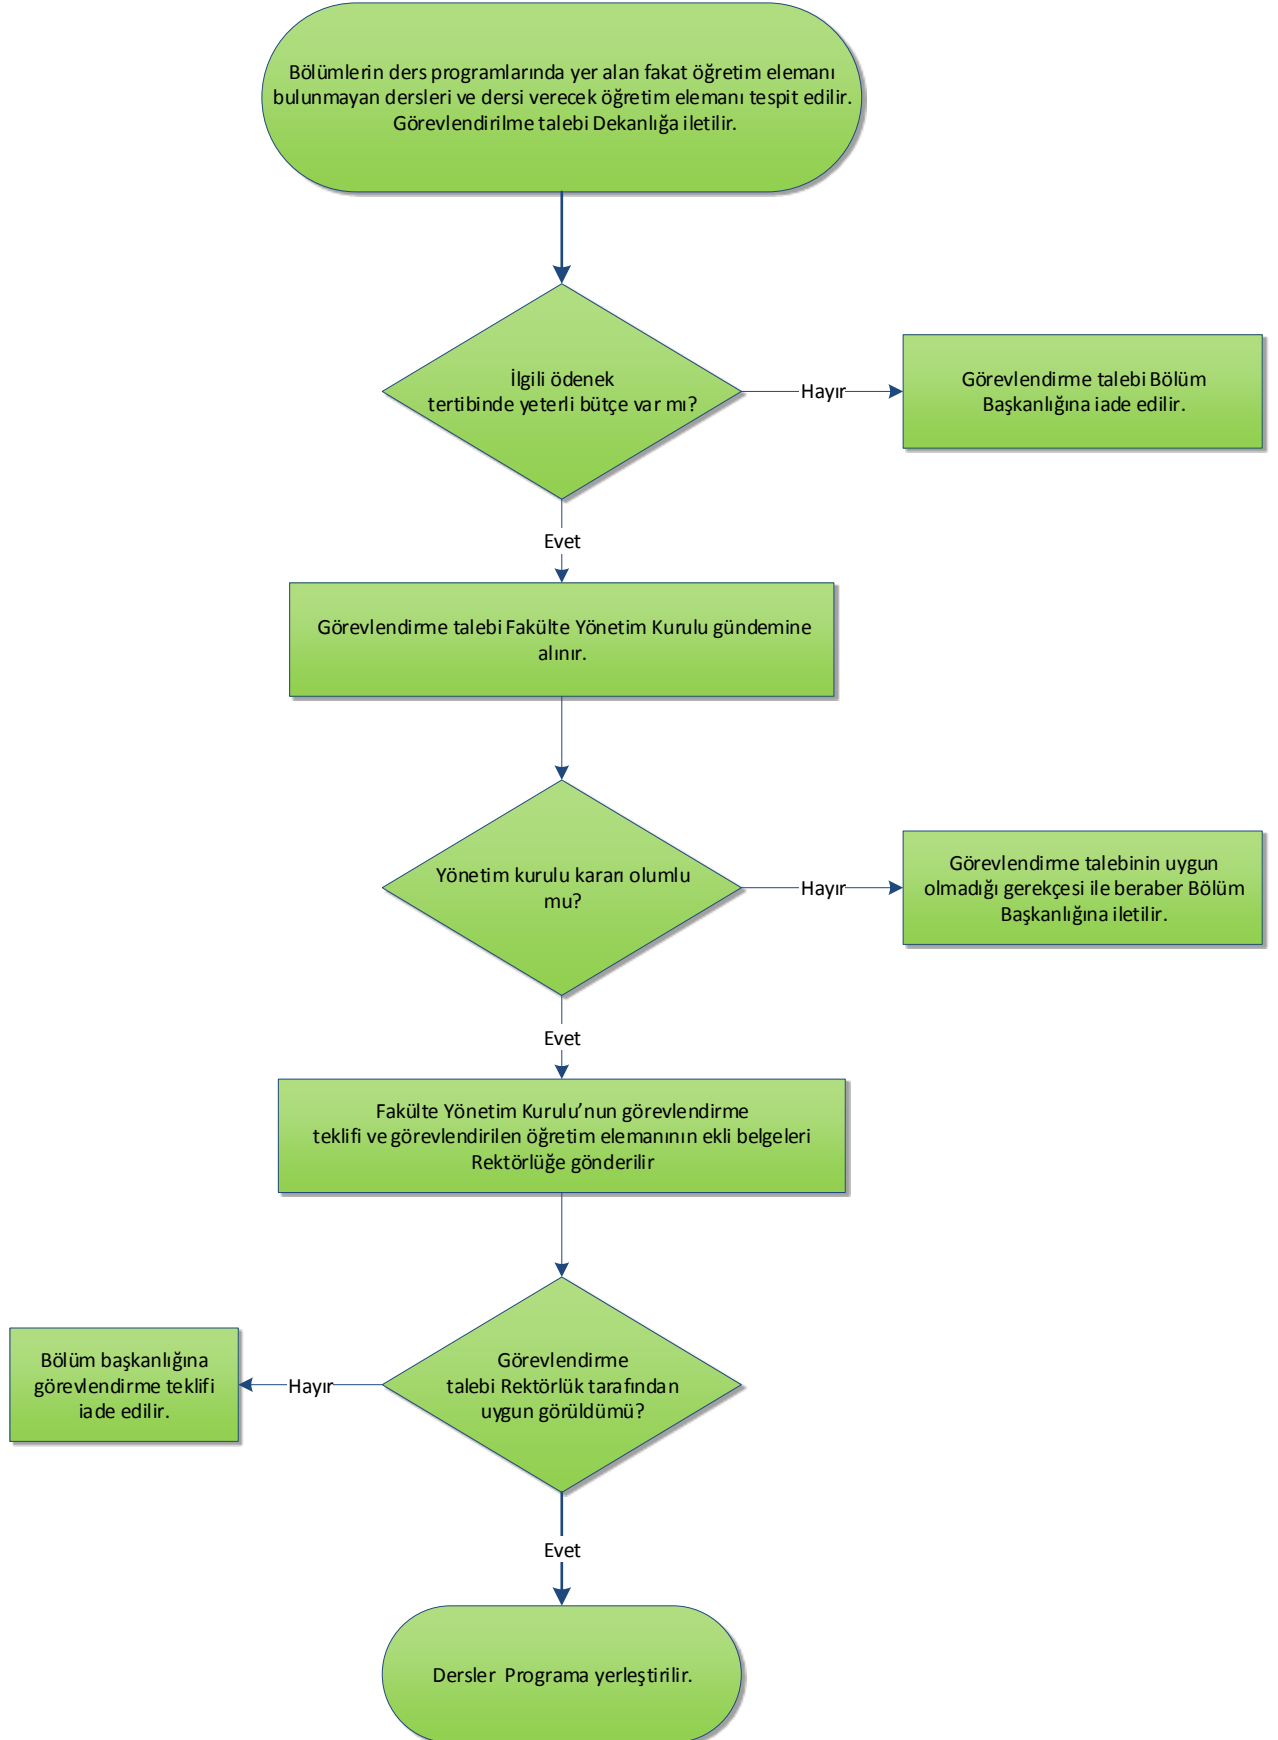 Bölümlerin ders programlarında yer alan fakat öğretim elemanı
bulunmayan dersleri ve dersi verecek öğretim elemanı tespit edilir.
Görevlendirilme talebi Dekanlığa iletilir.
İlgili ödenek
tertibinde yeterli bütçe var mı?
Hayır
Görevlendirme talebi Bölüm
Başkanlığına iade edilir.
Evet
Görevlendirme talebi Fakülte Yönetim Kurulu gündemine
alınır.
Yönetim kurulu kararı olumlu
mu?
Hayır
Görevlendirme talebinin uygun
olmadığı gerekçesi ile beraber Bölüm
Başkanlığına iletilir.
Evet
Fakülte Yönetim Kurulu’nun görevlendirme
teklifi ve görevlendirilen öğretim elemanının ekli belgeleri
Rektörlüğe gönderilir
Görevlendirme
talebi Rektörlük tarafından
uygun görüldümü?
Hayır
Bölüm başkanlığına
görevlendirme teklifi
iade edilir.
Evet
Dersler Programa yerleştirilir.